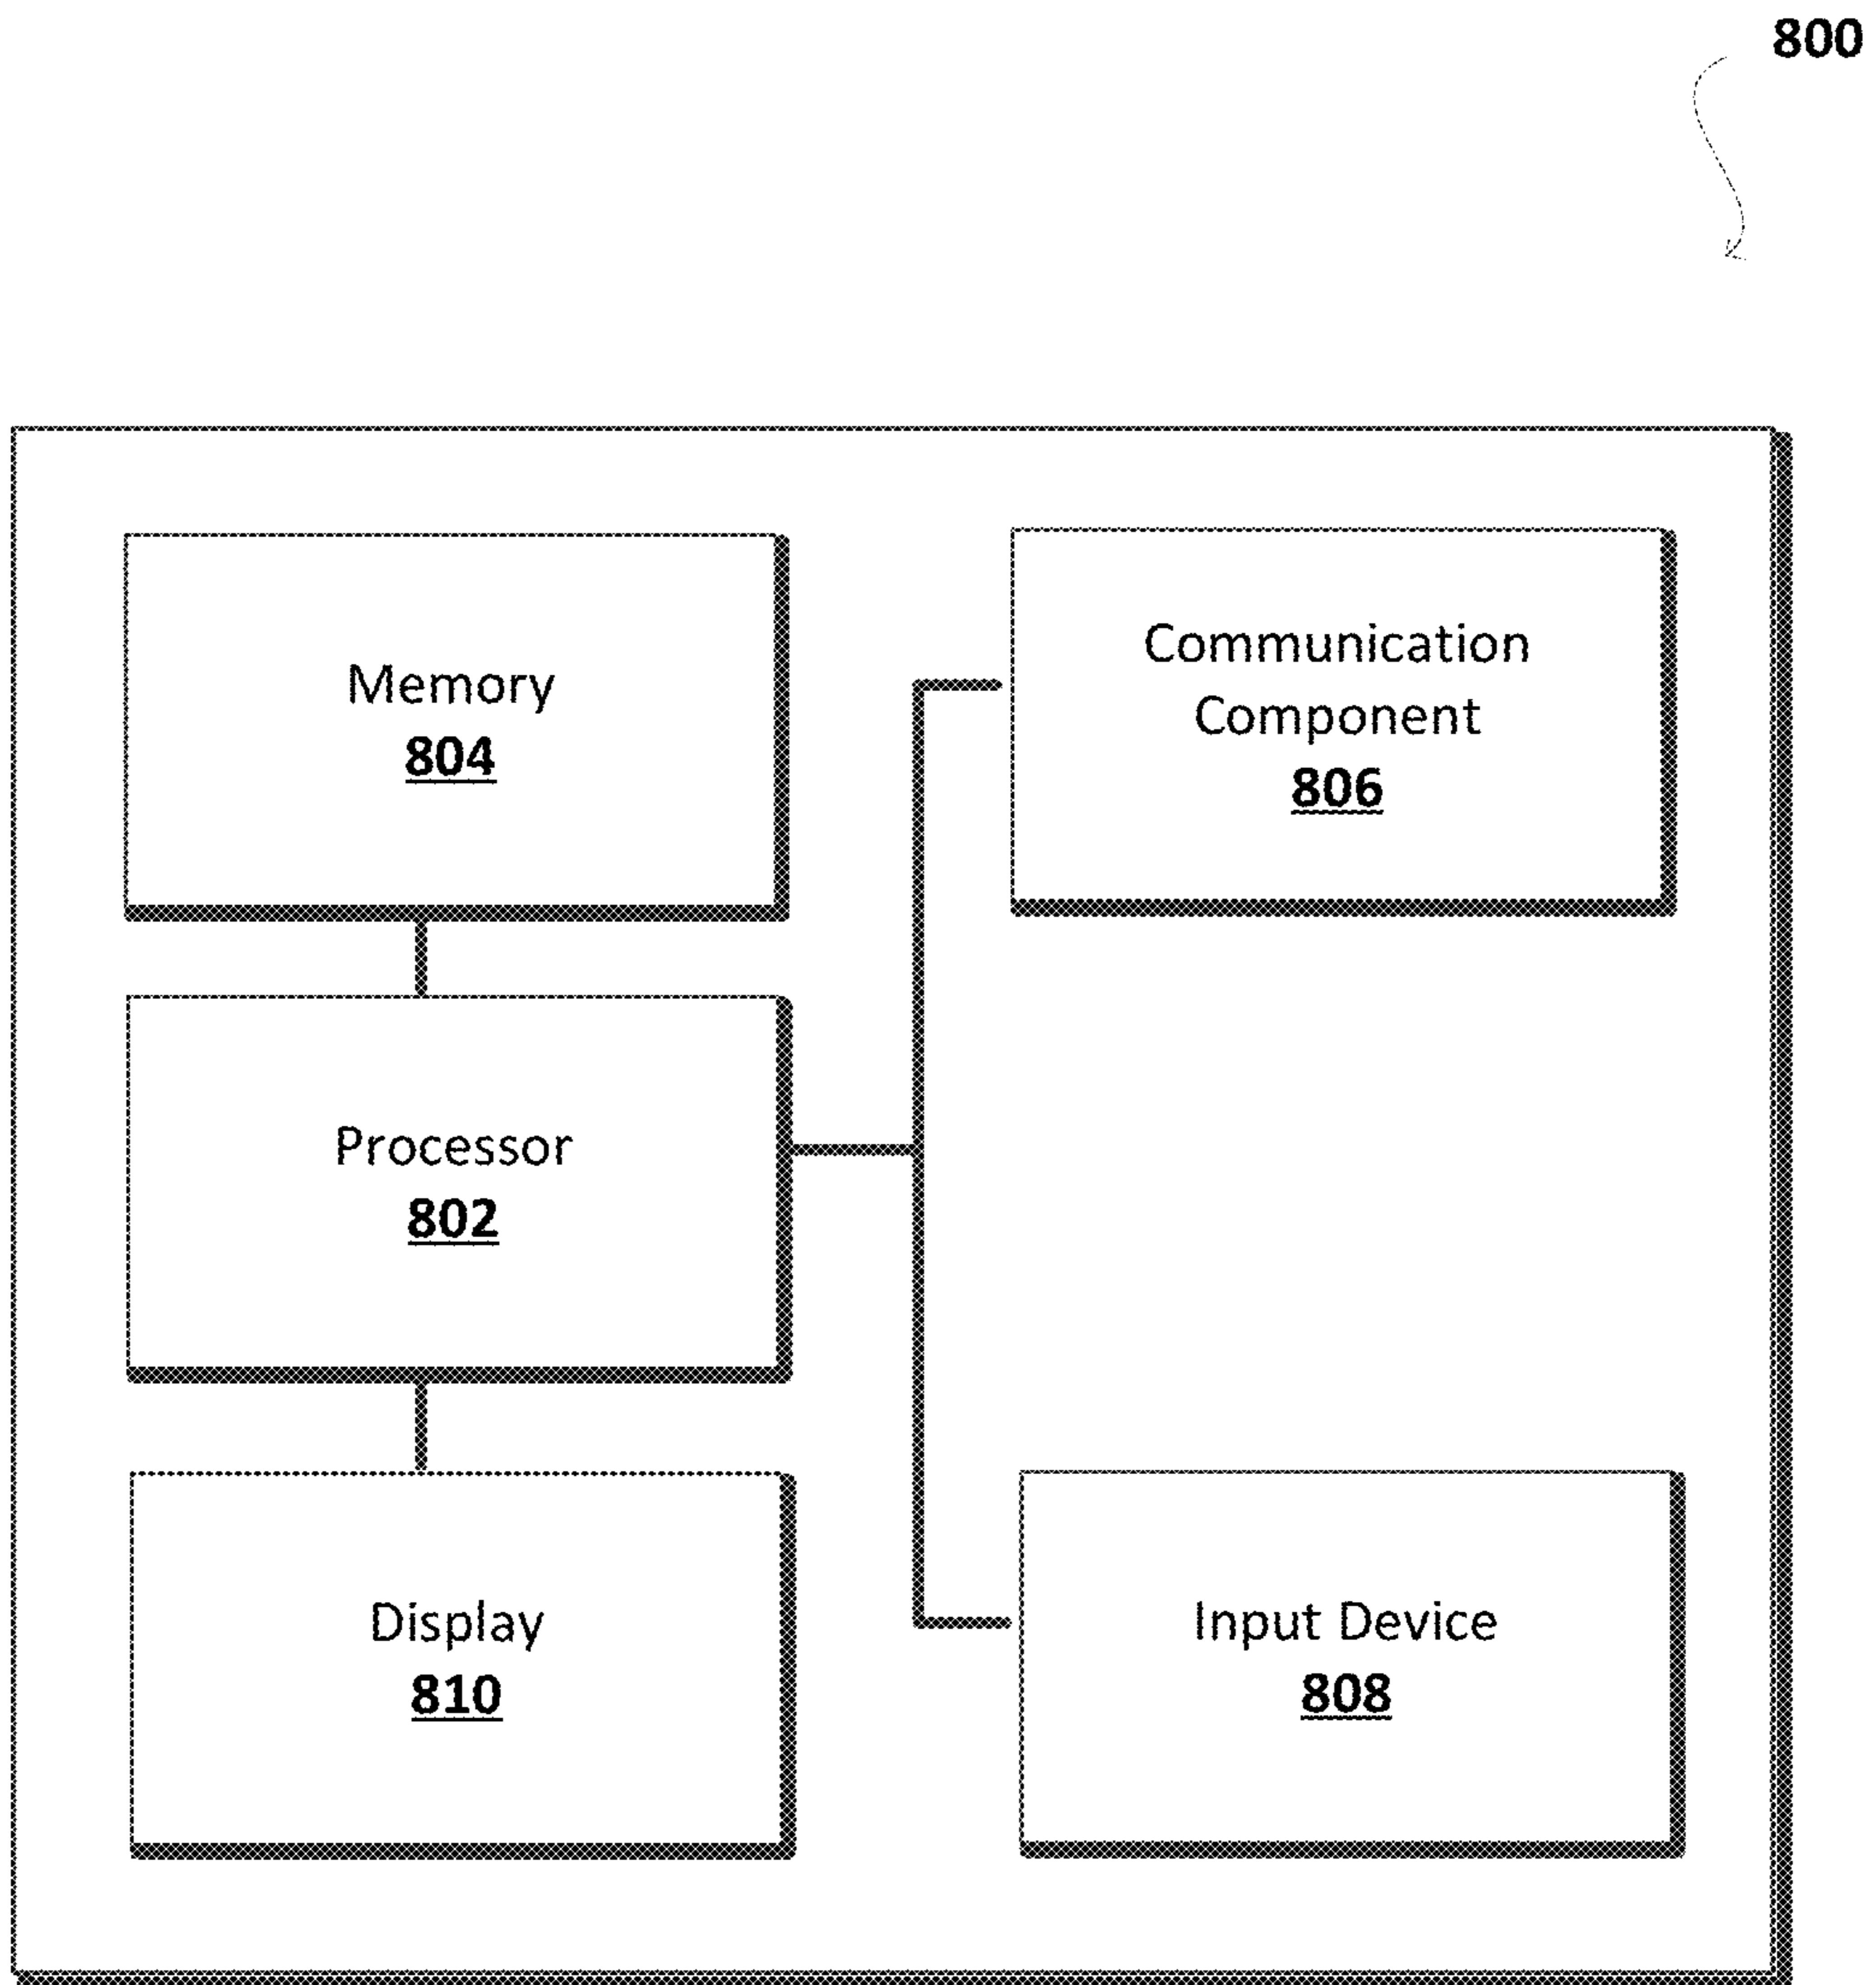 800
Memory
804
Communication
Component
806
Processor
802
Display
810
Input Device
808